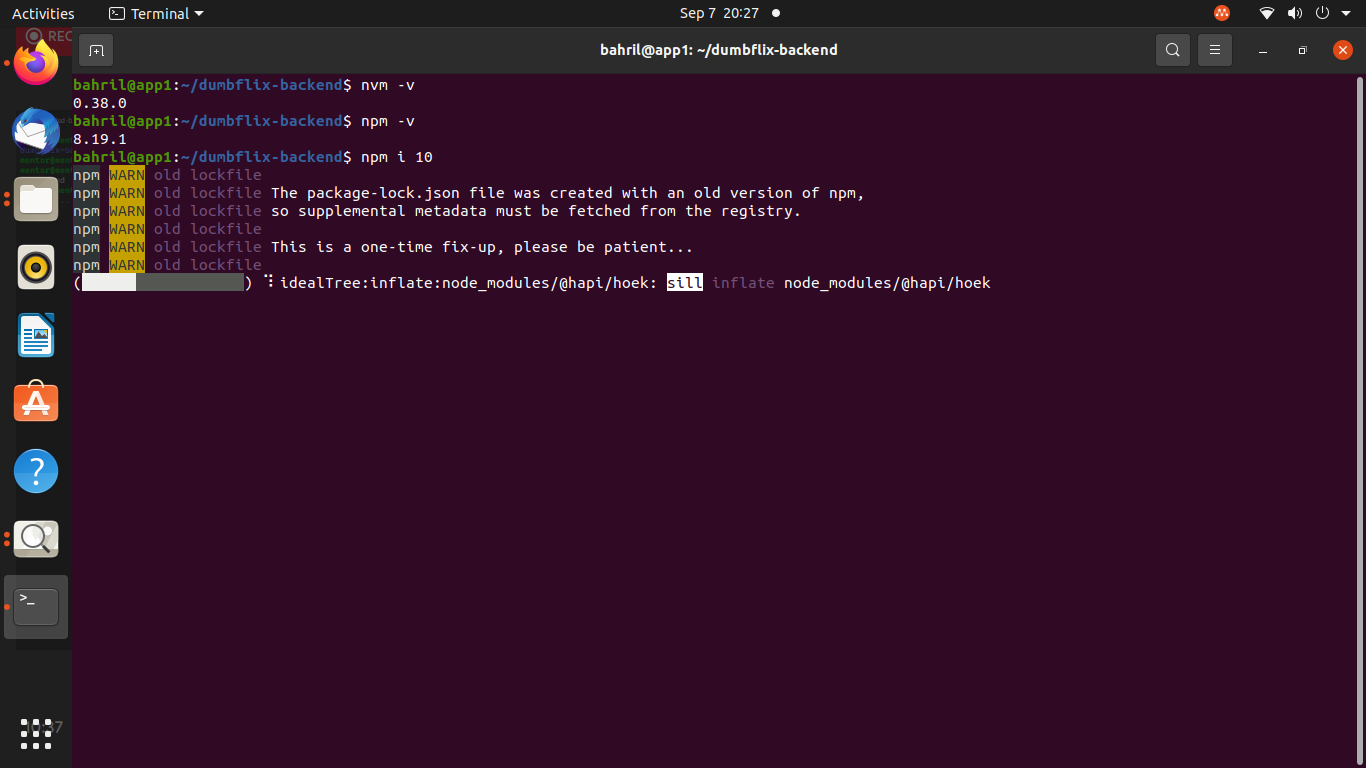 Activities
Terminal
Sep 7 20:27
REC
bahril@app1: ~/dumbflix-backend
bahril@app1:~/dumbflix-backend$ nvm -v
0.38.0
bahril@app1:~/dumbflix-backend$ npm -v
8.19.1
bahril@app1:~/dumbflix-backend$ npm i 10
npm WARN old lockfile
npm WARN old lockfile The package-lock.json file was created with an old version of npm,
npm WARN old lockfile so supplemental metadata must be fetched from the registry.
npm WARN old lockfile
npm WARN old lockfile This is a one-time fix-up, please be patient...
npm WARN old lockfile
( ) ⠹ idealTree:inflate:node_modules/@hapi/hoek: sill inflate node_modules/@hapi/hoek